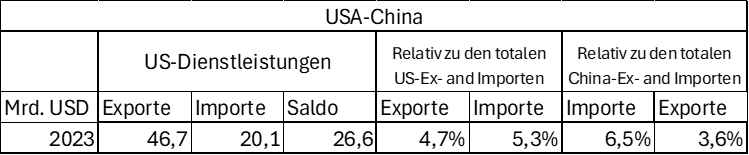 USA-China
US-Dienstleistungen
Relativ zu den totalen
US-Ex- and Importen
Relativ zu den totalen
China-Ex- and Importen
Mrd. USD Exporte Importe Saldo Exporte Importe Importe Exporte
2023 46,7 20,1 26,6 4,7% 5,3% 6,5% 3,6%